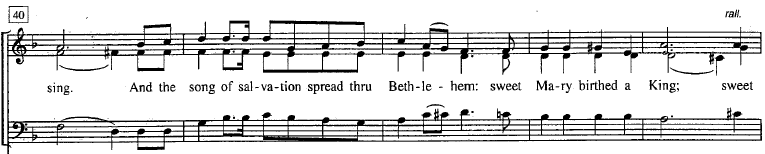 40
rall.
sing. And the song of sal-va-tion spread thru Beth-le-hem: sweet Ma-ry birthed a King; sweet